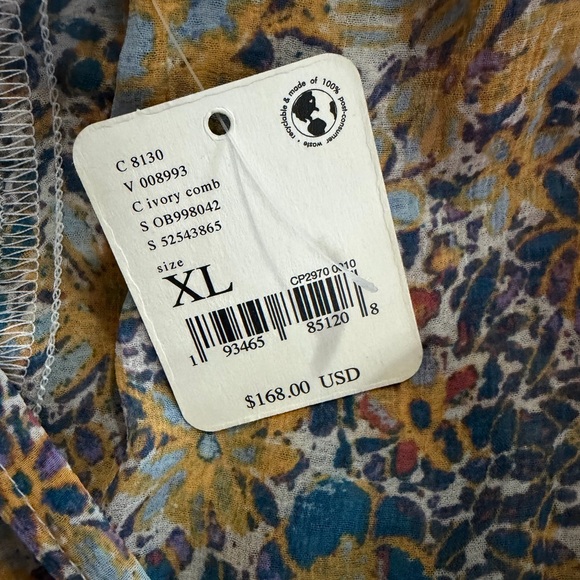 recyclable & made of 100% post-consumer waste •
C 8130
V 008993
C ivory comb
S OB998042
S 52543865
size
XL
CP2970 0010
1 93465 85120 8
$168.00 USD